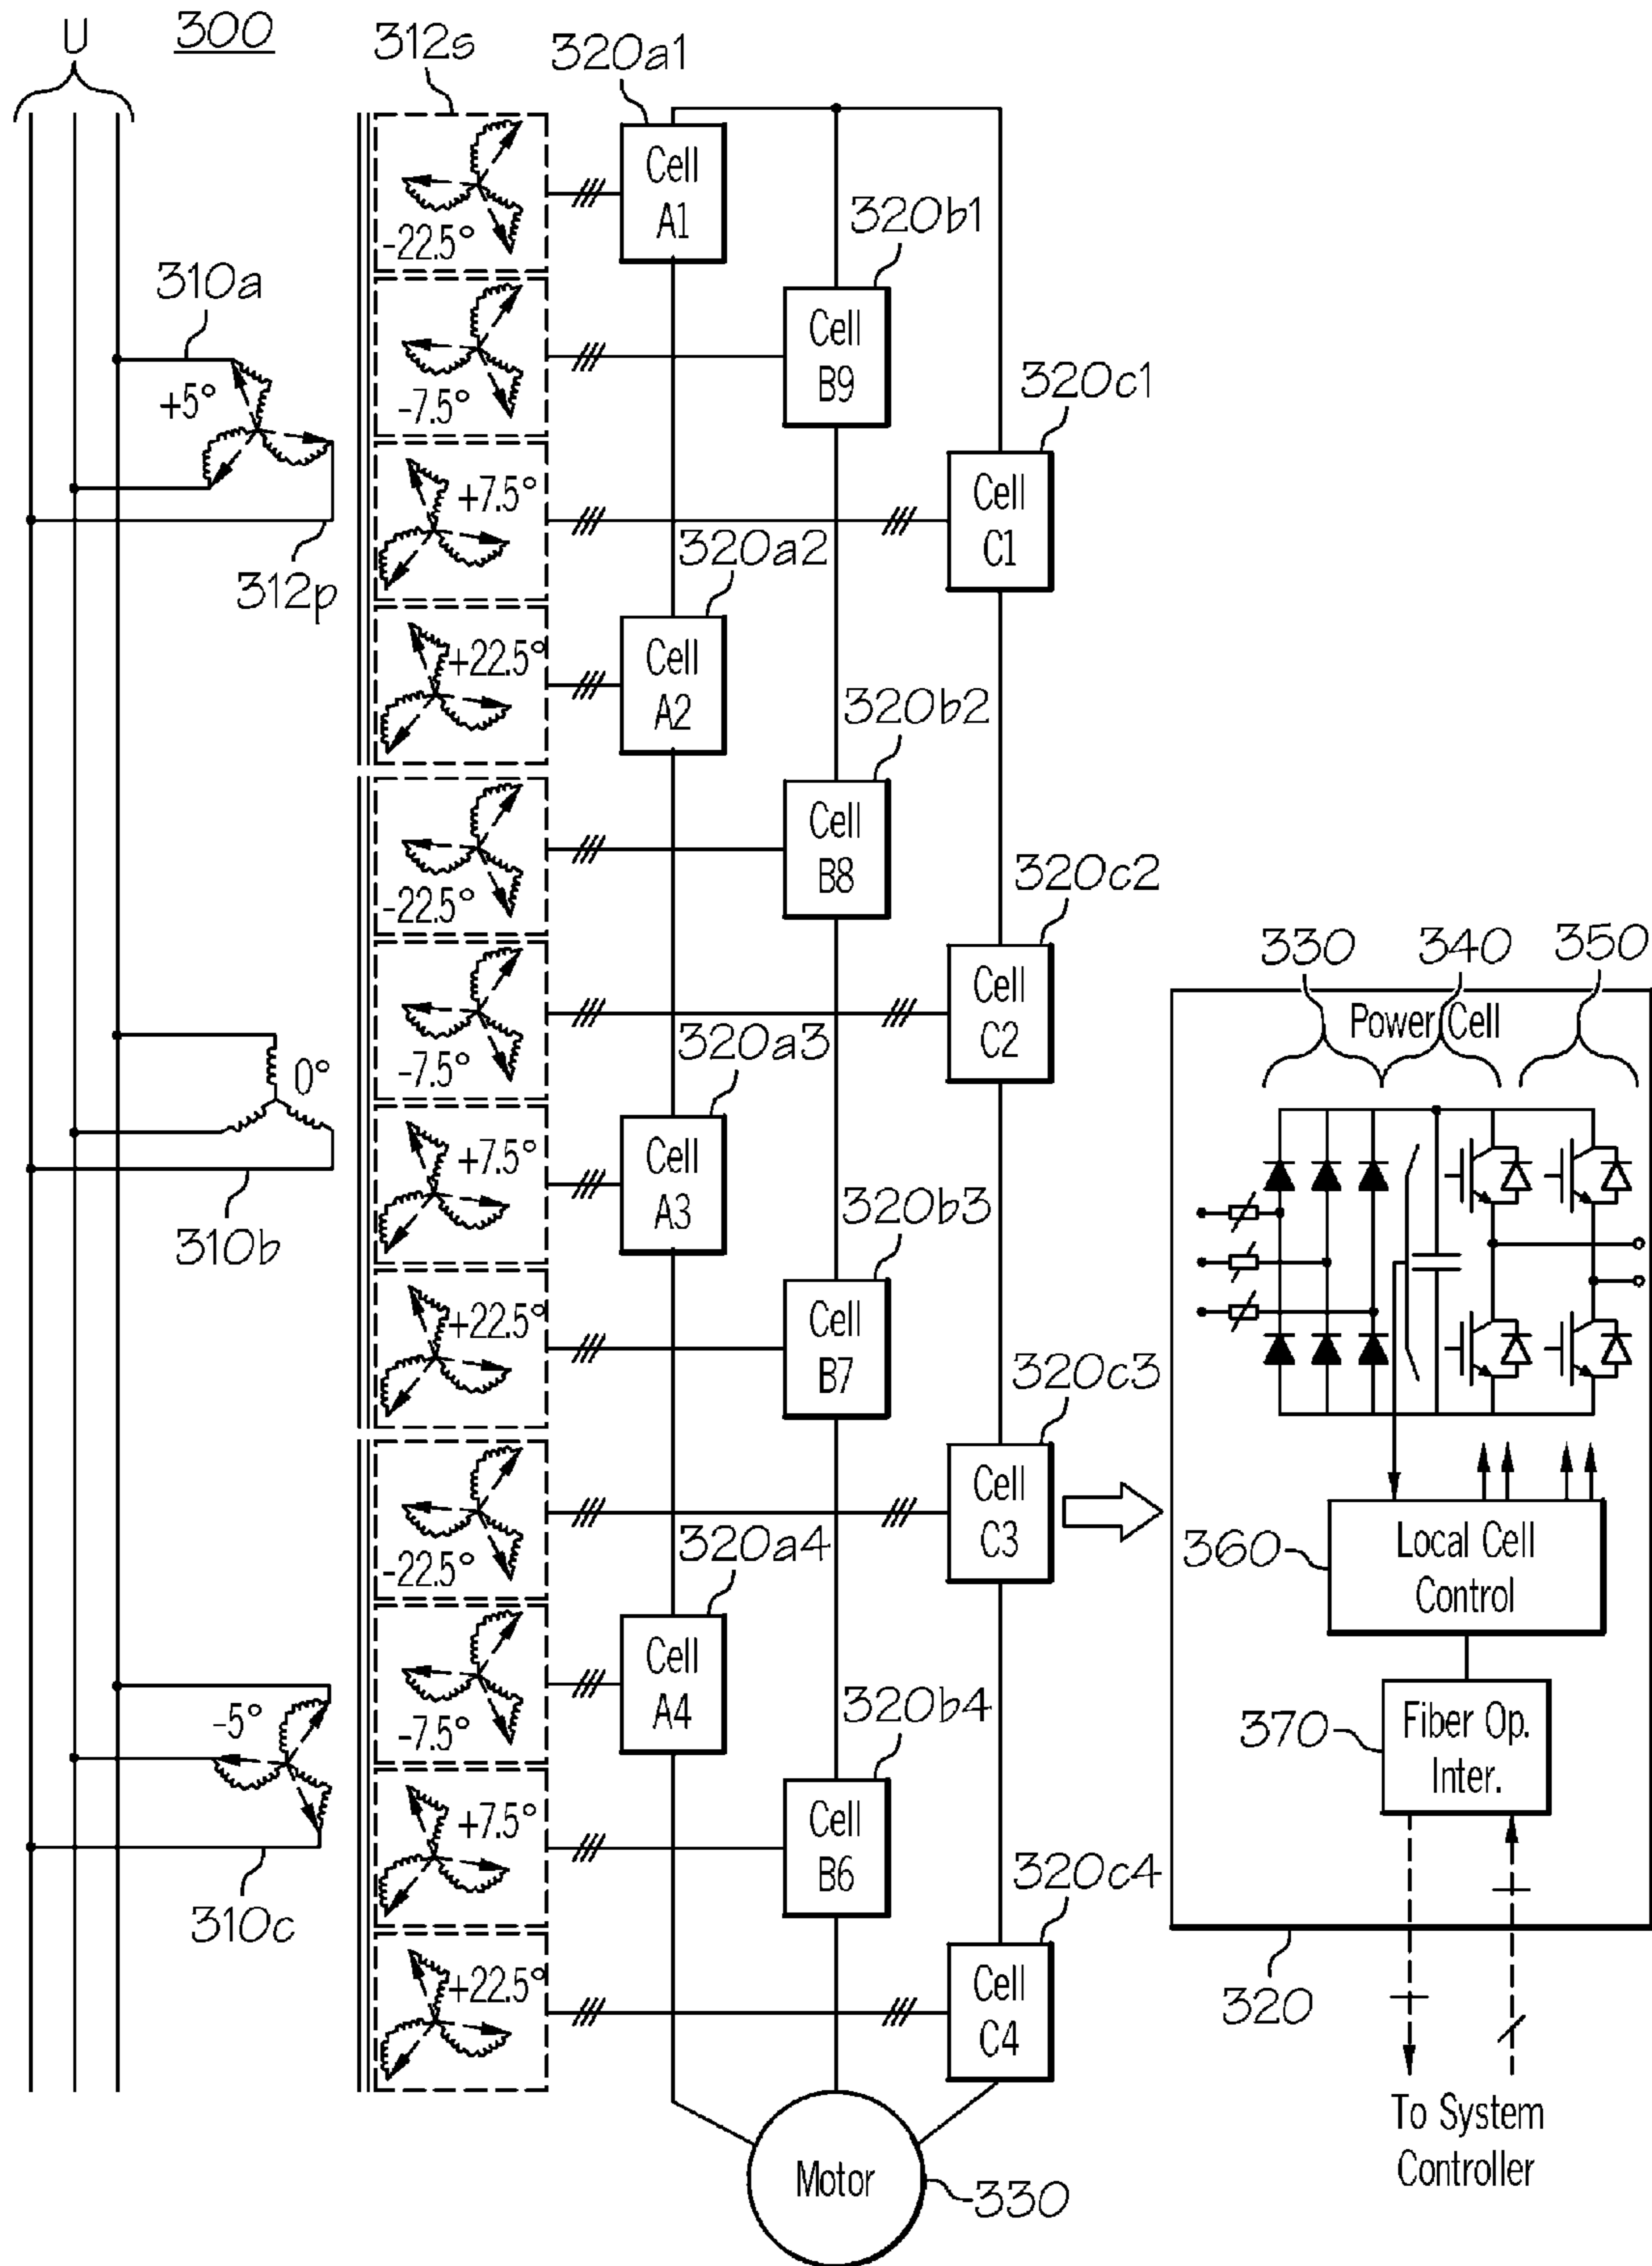 U
300
312s
320a1
Cell
A1
-22.5°
320b1
310a
Cell
B9
-7.5°
+5°
320c1
Cell
C1
+7.5°
312p
320a2
Cell
A2
+22.5°
320b2
Cell
B8
-22.5°
320c2
Cell
C2
-7.5°
0°
310b
320a3
Cell
A3
+7.5°
320b3
Cell
B7
+22.5°
320c3
Cell
C3
-22.5°
320a4
Cell
A4
-7.5°
-5°
310c
320b4
Cell
B6
+7.5°
320c4
Cell
C4
+22.5°
Motor
330
330
340
350
Power Cell
360
Local Cell
Control
370
Fiber Op.
Inter.
320
To System
Controller